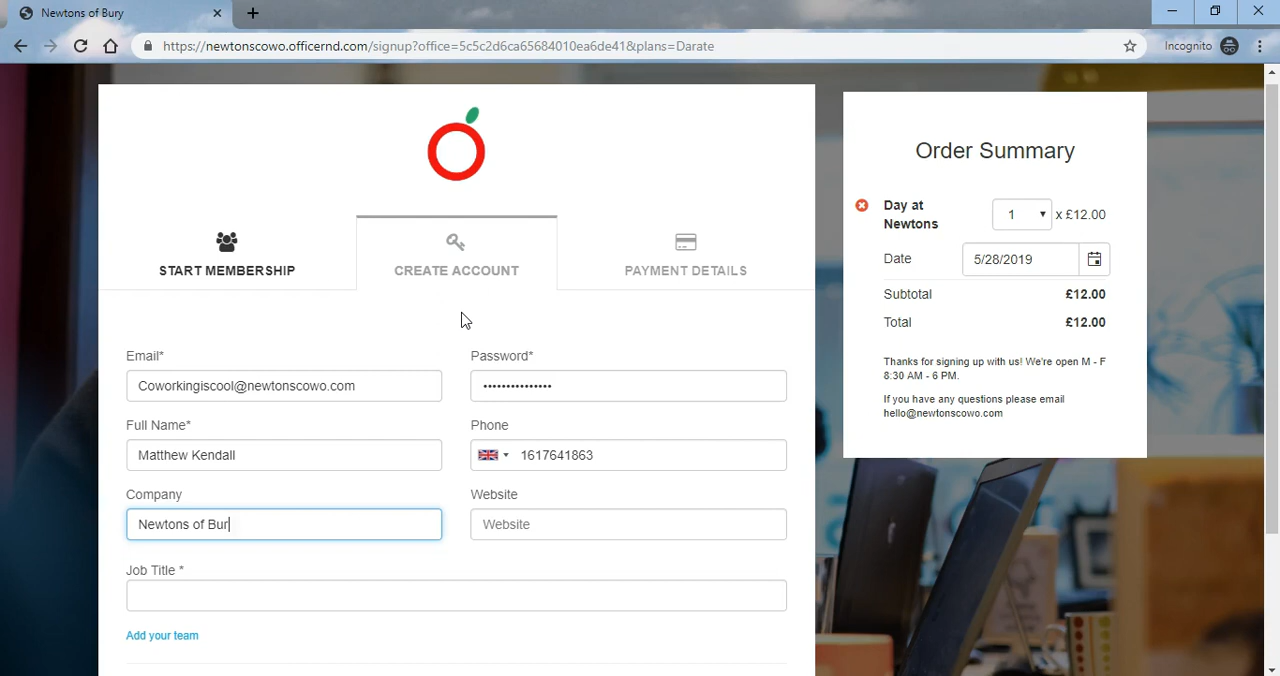 Newtons of Bury
https://newtonscowo.officernd.com/signup?office=5c5c2d6ca65684010ea6de41&plans=Darate
Incognito
START MEMBERSHIP
CREATE ACCOUNT
PAYMENT DETAILS
Email*
Coworkingiscool@newtonscowo.com
Password*
•••••••••••••••
Full Name*
Matthew Kendall
Phone
1617641863
Company
Newtons of Bur
Website
Website
Job Title *
Add your team
Order Summary
Day at
Newtons
1 x £12.00
Date 5/28/2019
Subtotal £12.00
Total £12.00
Thanks for signing up with us! We're open M - F
8:30 AM - 6 PM.
If you have any questions please email
hello@newtonscowo.com